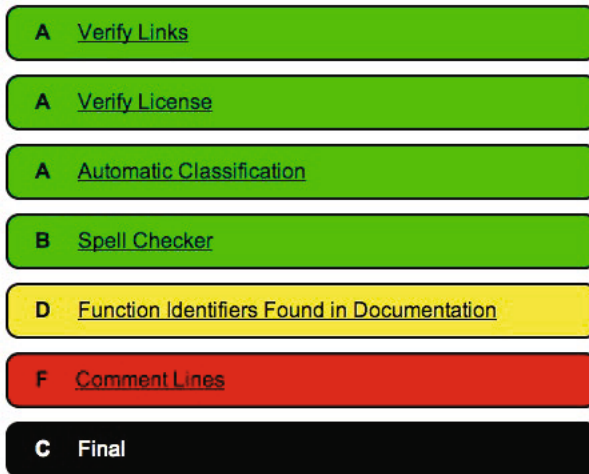 A Verify Links
A Verify License
A Automatic Classification
B Spell Checker
D Function Identifiers Found in Documentation
F Comment Lines
C Final